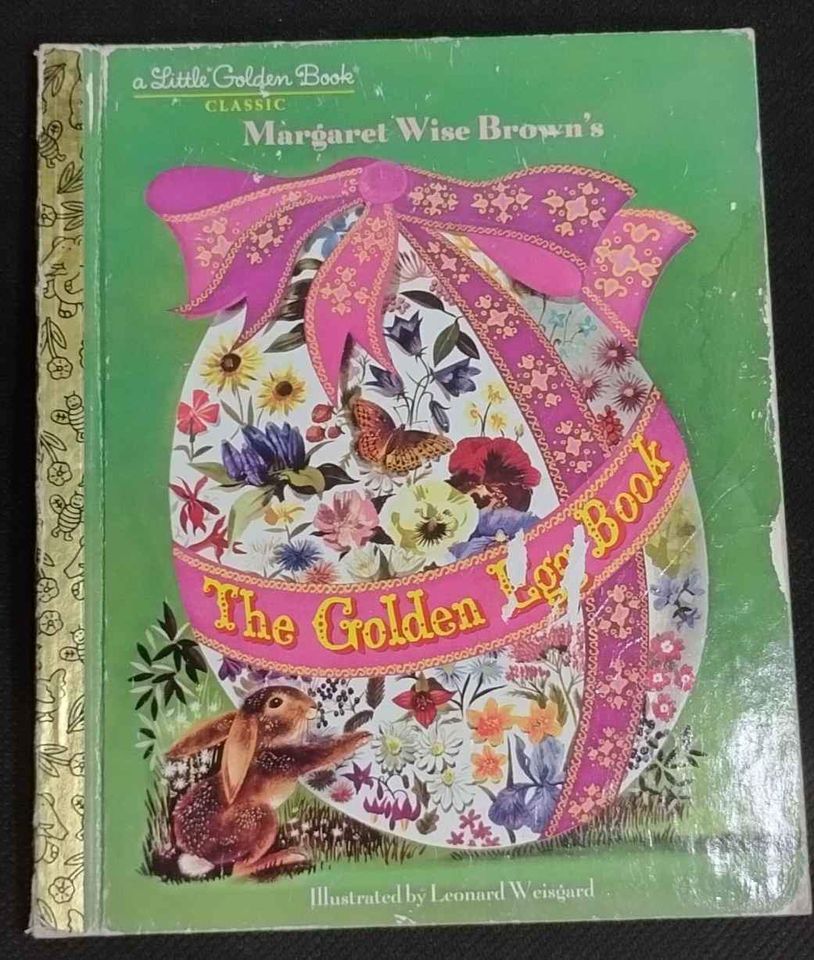 a Little Golden Book
CLASSIC
Margaret Wise Brown's
The Golden Egg Book
Illustrated by Leonard Weisgard